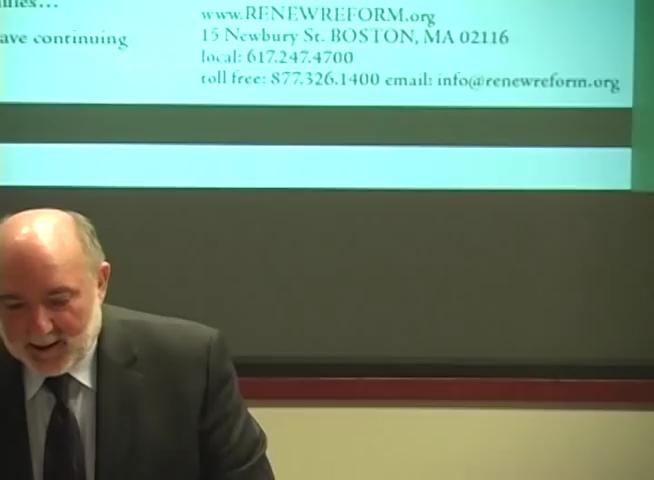 ave continuing
www.RENEWREFORM.org
15 Newbury St. BOSTON, MA 02116
local: 617.247.4700
toll free: 877.326.1400 email: info@renewreform.org